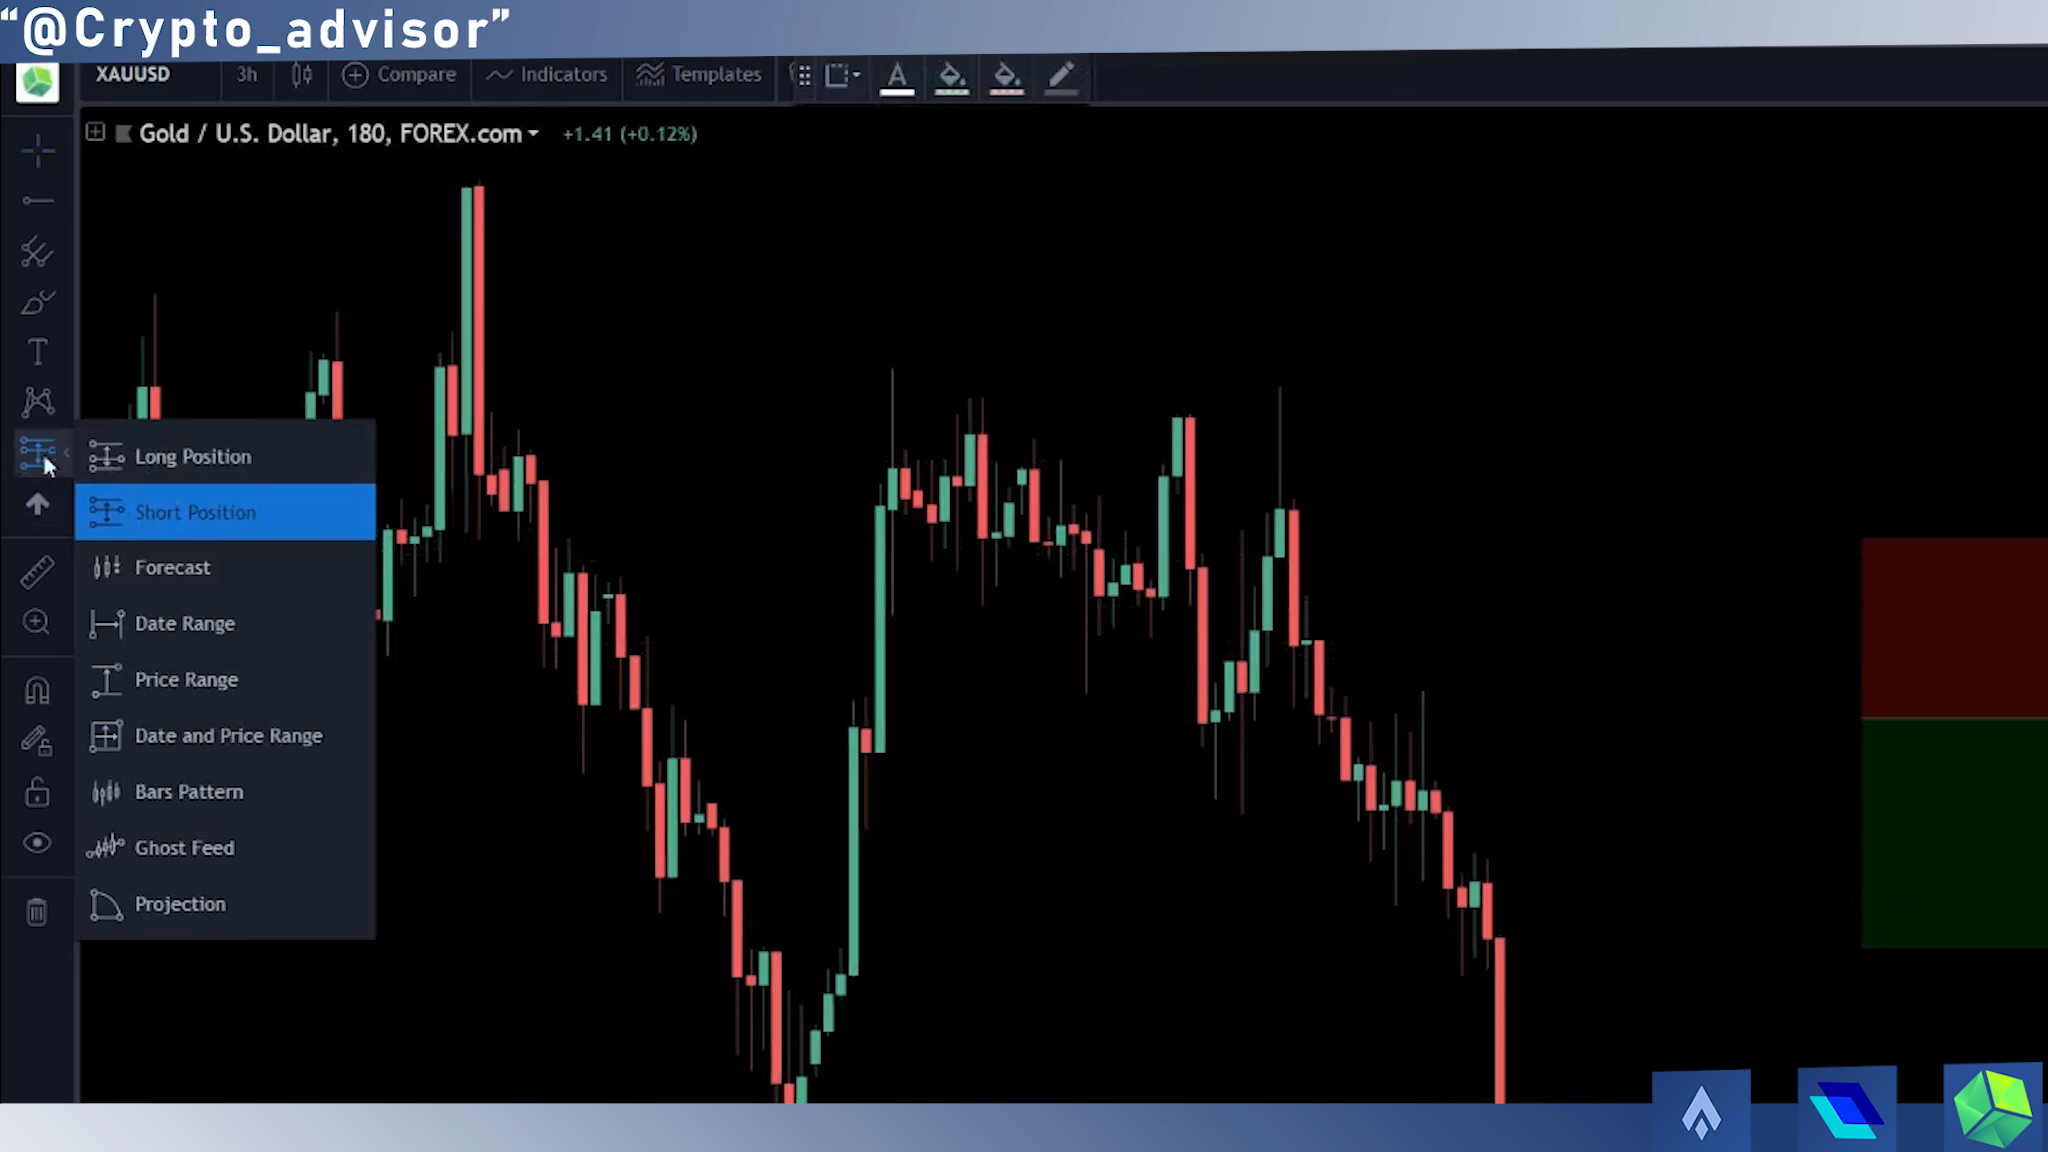 “@Crypto_advisor”
XAUUSD 3h Compare Indicators Templates A
Gold / U.S. Dollar, 180, FOREX.com +1.41 (+0.12%)
T
Long Position
Short Position
Forecast
Date Range
Price Range
Date and Price Range
Bars Pattern
Ghost Feed
Projection